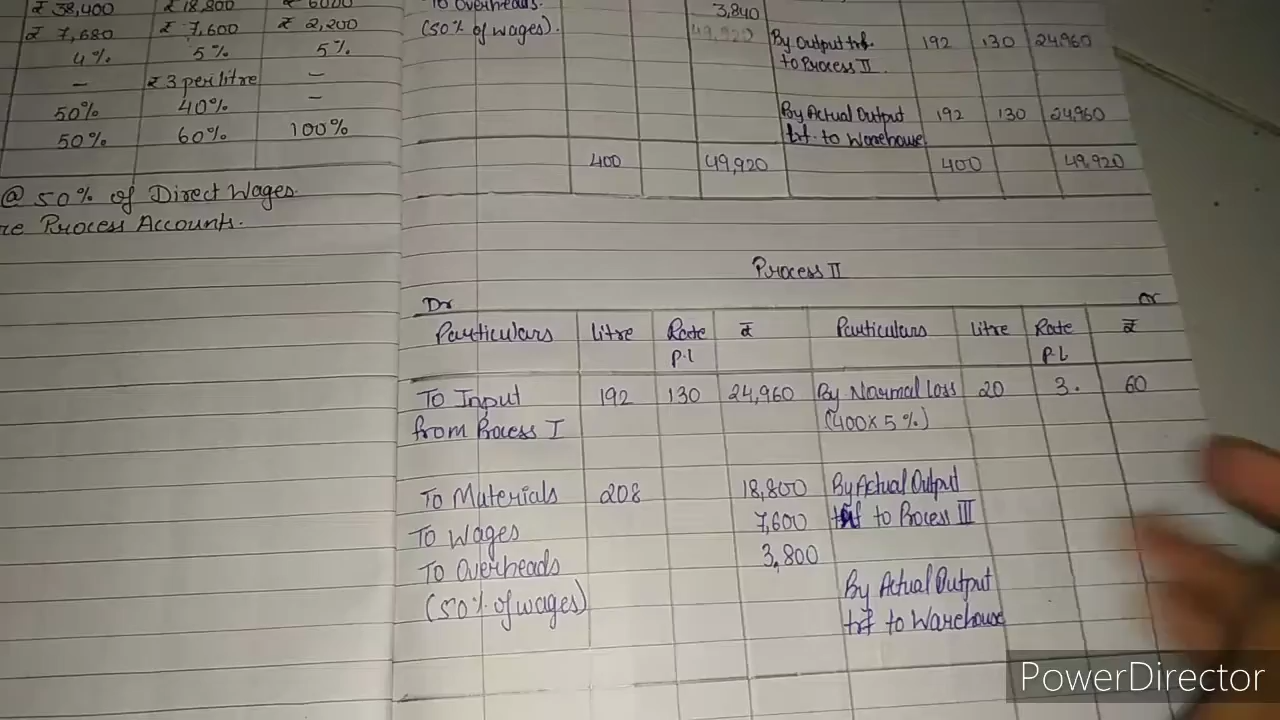 ₹ 38,400 ₹ 18,800 ₹ 6000
₹ 7,680 ₹ 7,600 ₹ 2,200
4% 5% 5%
- ₹ 3 per litre -
50% 40% -
50% 60% 100%
@ 50% of Direct Wages.
re Process Accounts.
To Overheads. 3,840
(50% of wages). 49,920 By Output trf. 192 130 24,960
to Process II.
By Actual Output 192 130 24,960
trf. to Warehouse
400 49,920 400 49,920
Process II
Dr cr
Particulars Litre Rate ₹ Particulars Litre Rate ₹
P.l P.L
To Input 192 130 24,960 By Normal Loss 20 3. 60
from Process I (400x5%)
To Materials 208 18,800 By Actual Output
To Wages 7,600 trf to Process III
To Overheads 3,800
(50% of wages) By Actual Output
trf to Warehouse
PowerDirector